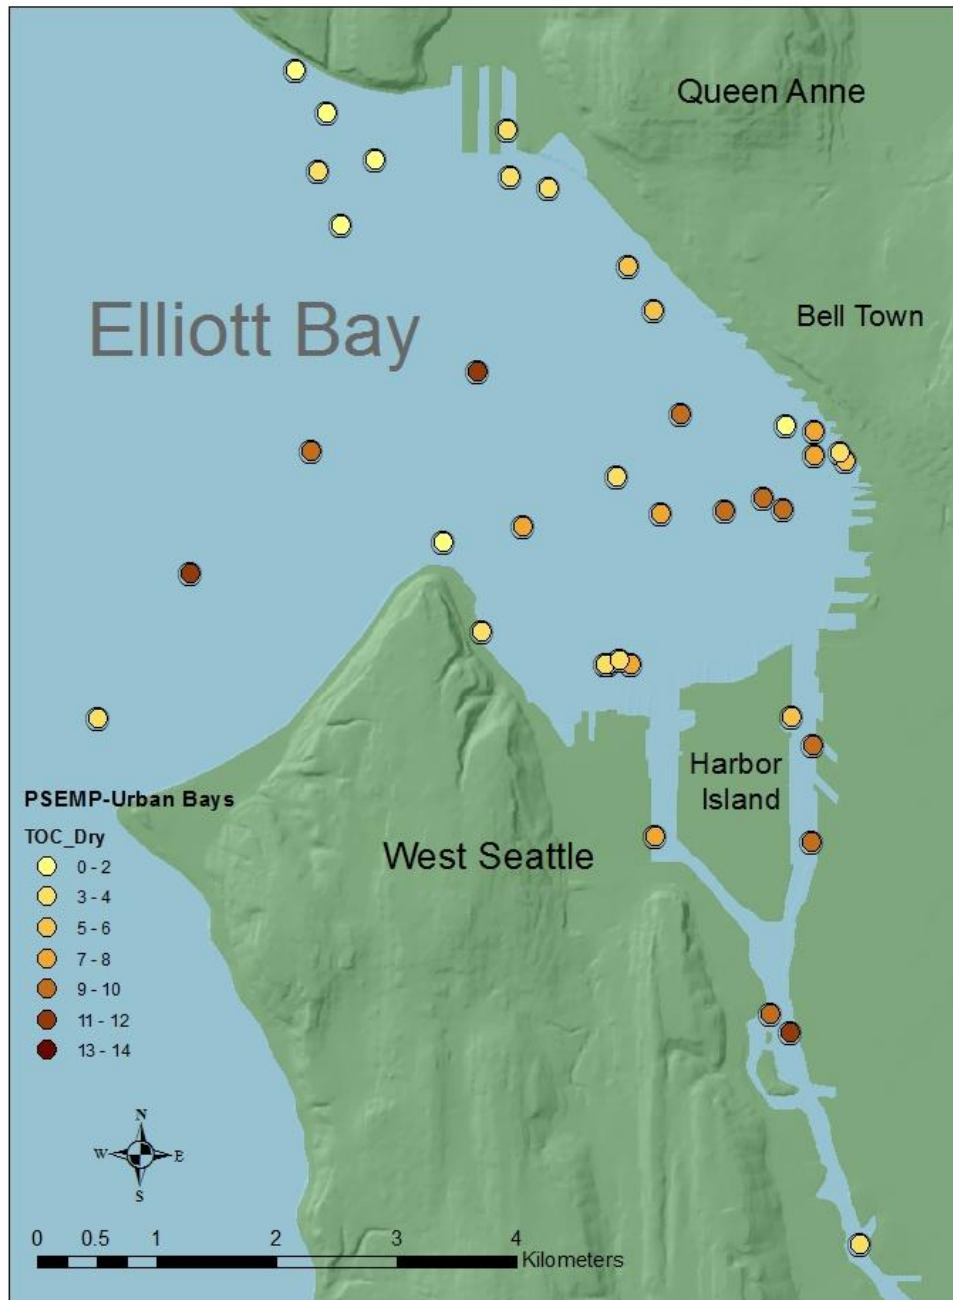 Queen Anne
Elliott Bay
Bell Town
Harbor
Island
PSEMP-Urban Bays
TOC_Dry
0 - 2
3 - 4
5 - 6
7 - 8
9 - 10
11 - 12
13 - 14
West Seattle
N
W
E
S
0 0.5 1 2 3 4
Kilometers